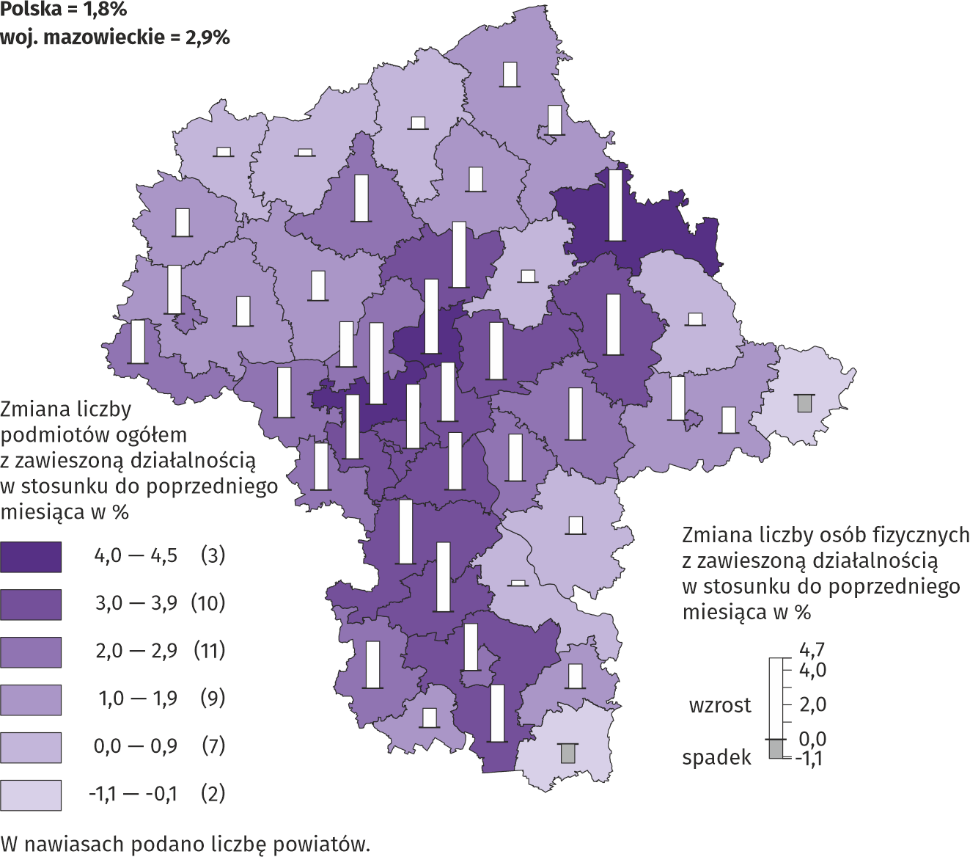 Polska = 1,8%
woj. mazowieckie = 2,9%
Zmiana liczby
podmiotów ogółem
z zawieszoną działalnością
w stosunku do poprzedniego
miesiąca w %
4,0 — 4,5 (3)
3,0 — 3,9 (10)
2,0 — 2,9 (11)
1,0 — 1,9 (9)
0,0 — 0,9 (7)
-1,1 — -0,1 (2)
W nawiasach podano liczbę powiatów.
Zmiana liczby osób fizycznych
z zawieszoną działalnością
w stosunku do poprzedniego
miesiąca w %
4,7
4,0
wzrost 2,0
0,0
spadek -1,1